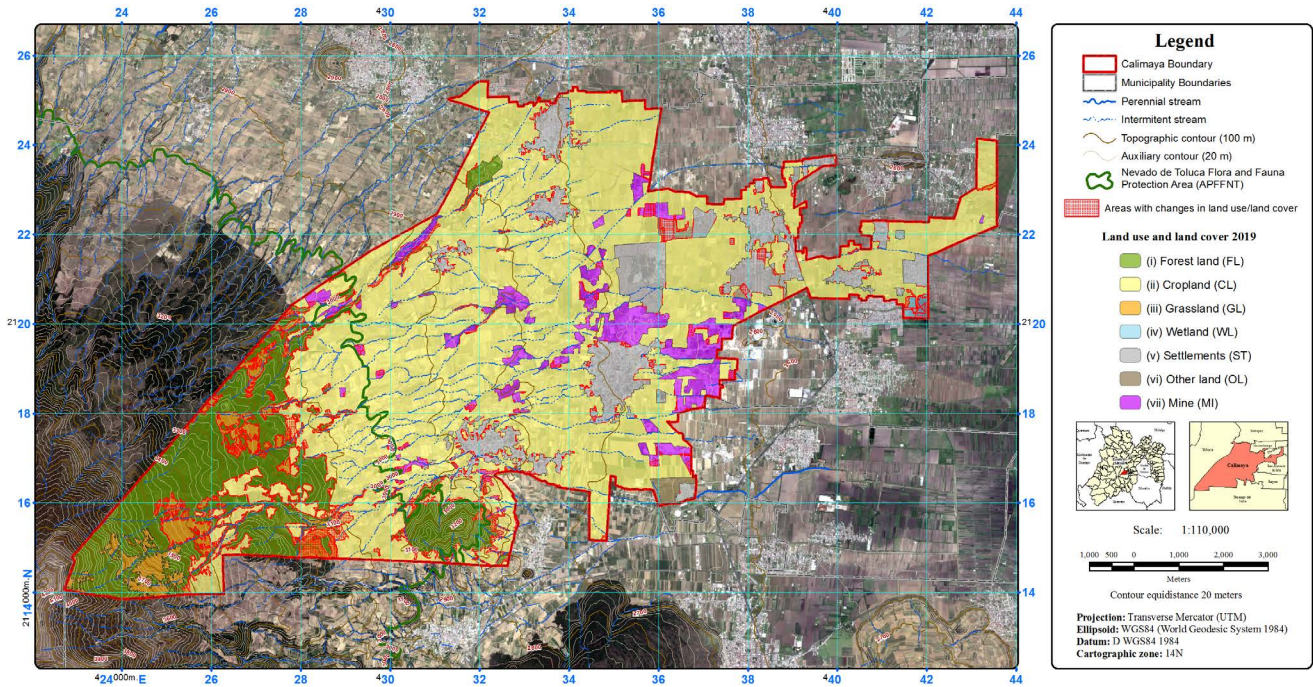 24 26 28 ⁴30 32 34 36 38 40 42 44
26
24
22
²¹20
18
16
²¹14000m. N
26
24
22
²¹20
18
16
14
⁴24000m. E 26 28 ⁴30 32 34 36 38 40 42 44
Legend
Calimaya Boundary
Municipality Boundaries
Perennial stream
Intermitent stream
Topographic contour (100 m)
Auxiliary contour (20 m)
Nevado de Toluca Flora and Fauna
Protection Area (APFFNT)
Areas with changes in land use/land cover
Land use and land cover 2019
(i) Forest land (FL)
(ii) Cropland (CL)
(iii) Grassland (GL)
(iv) Wetland (WL)
(v) Settlements (ST)
(vi) Other land (OL)
(vii) Mine (MI)
Calimaya
Scale: 1:110,000
1,000 500 0 1,000 2,000 3,000
Meters
Contour equidistance 20 meters
Projection: Transverse Mercator (UTM)
Ellipsoid: WGS84 (World Geodesic System 1984)
Datum: D WGS84 1984
Cartographic zone: 14N